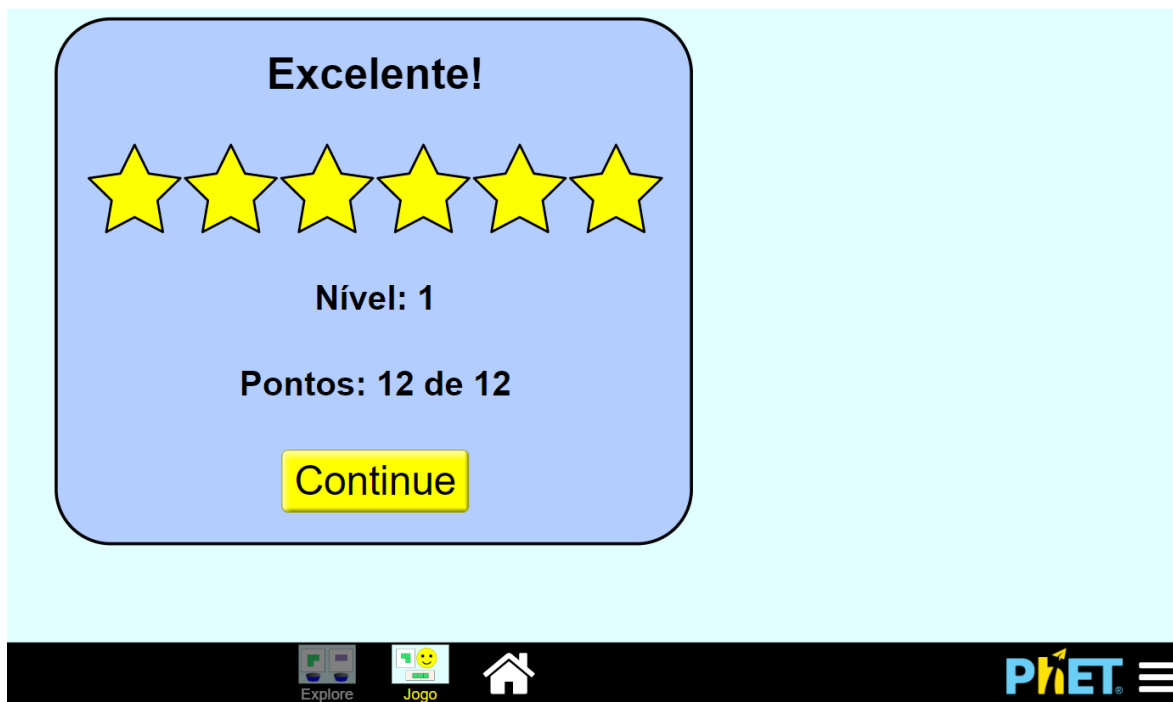 Excelente!
Nível: 1
Pontos: 12 de 12
Continue
Explore
Jogo
PhET®